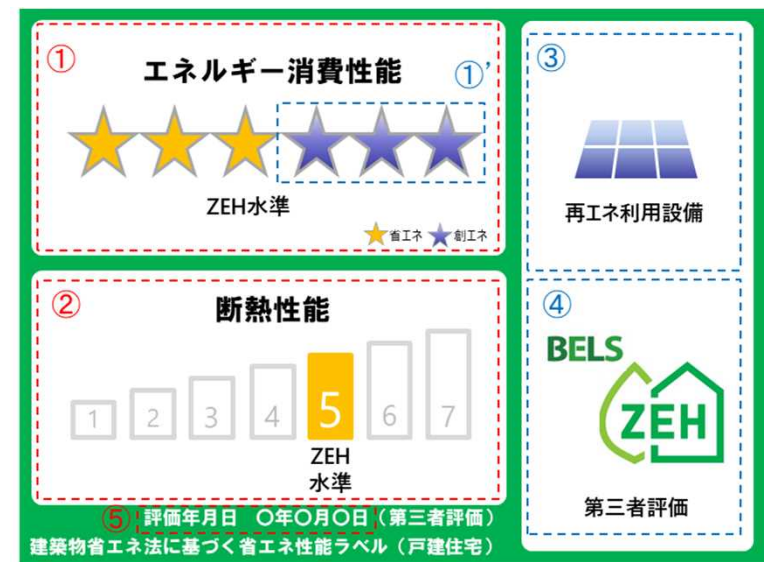 ①
エネルギー消費性能
①’
ZEH水準
省エネ 創エネ
②
断熱性能
1 2 3 4 5 6 7
ZEH
水準
⑤ 評価年月日 〇年〇月〇日(第三者評価)
建築物省エネ法に基づく省エネ性能ラベル(戸建住宅)
③
再エネ利用設備
④
BELS
ZEH
第三者評価